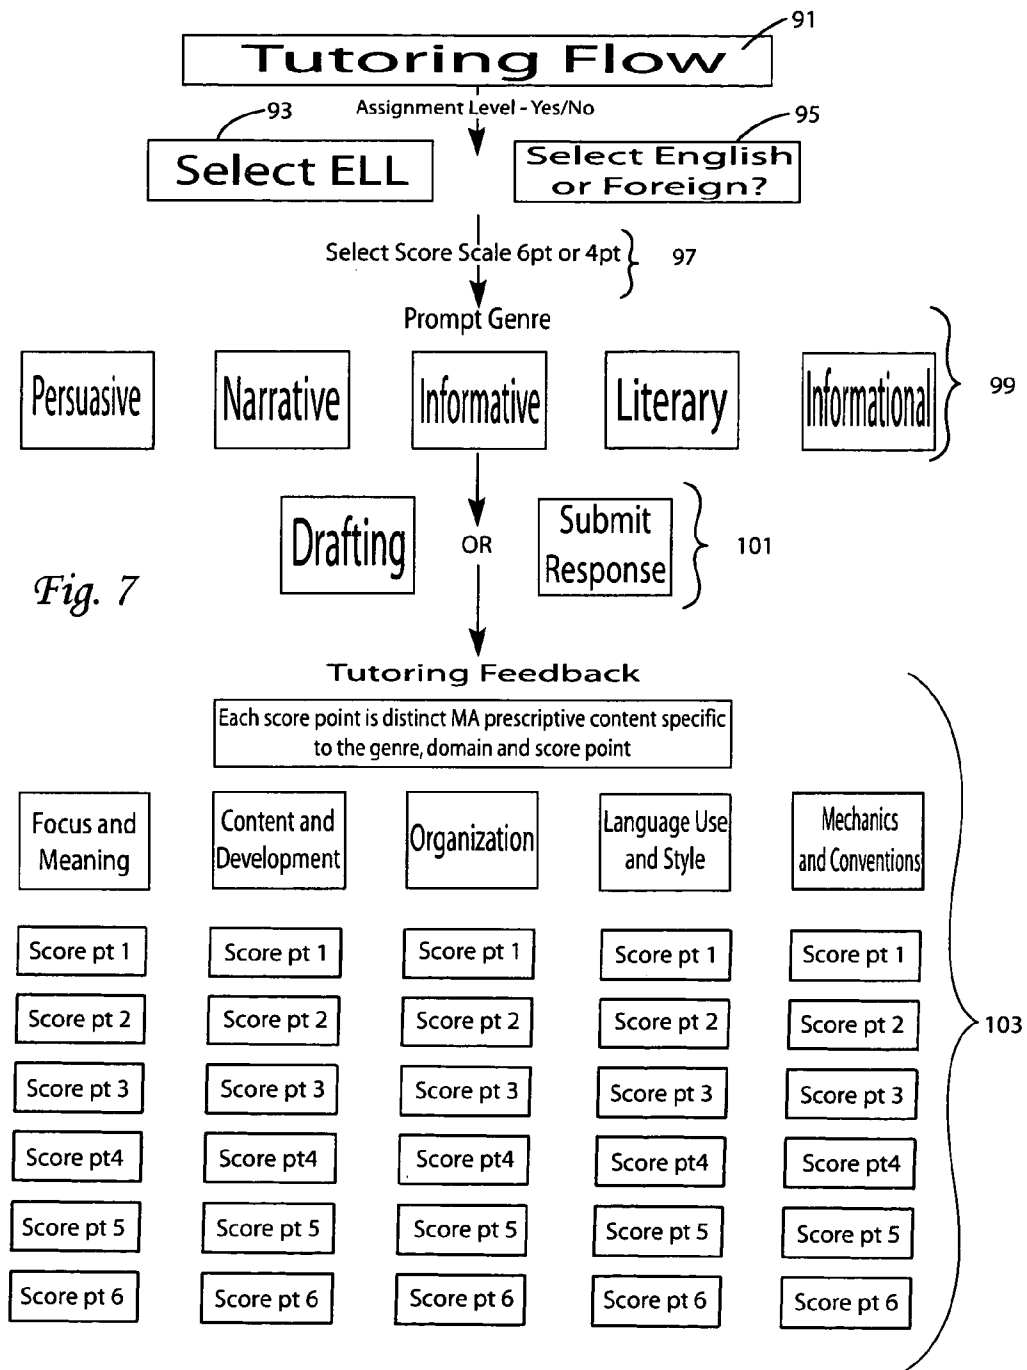 91
Tutoring Flow
Assignment Level - Yes/No
93
95
Select ELL
Select English
or Foreign?
Select Score Scale 6pt or 4pt
97
Prompt Genre
Persuasive
Narrative
Informative
Literary
Informational
99
Drafting
OR
Submit
Response
101
Fig. 7
Tutoring Feedback
Each score point is distinct MA prescriptive content specific
to the genre, domain and score point
Focus and
Meaning
Content and
Development
Organization
Language Use
and Style
Mechanics
and Conventions
Score pt 1
Score pt 1
Score pt 1
Score pt 1
Score pt 1
Score pt 2
Score pt 2
Score pt 2
Score pt 2
Score pt 2
103
Score pt 3
Score pt 3
Score pt 3
Score pt 3
Score pt 3
Score pt4
Score pt4
Score pt4
Score pt4
Score pt4
Score pt 5
Score pt 5
Score pt 5
Score pt 5
Score pt 5
Score pt 6
Score pt 6
Score pt 6
Score pt 6
Score pt 6